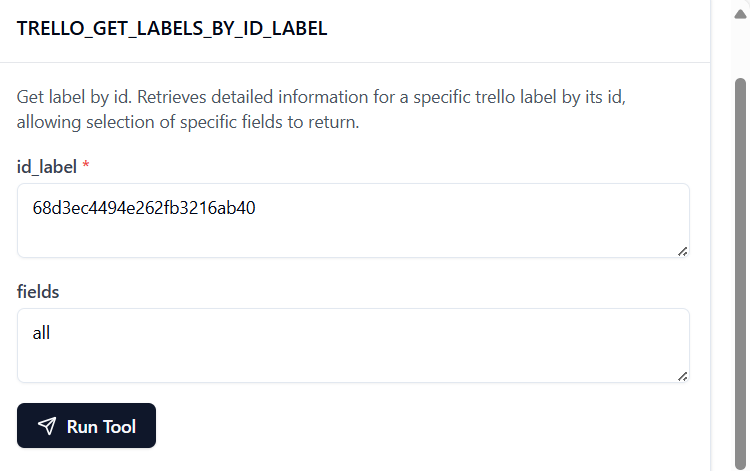 TRELLO_GET_LABELS_BY_ID_LABEL
Get label by id. Retrieves detailed information for a specific trello label by its id,
allowing selection of specific fields to return.
id_label *
68d3ec4494e262fb3216ab40
fields
all
Run Tool